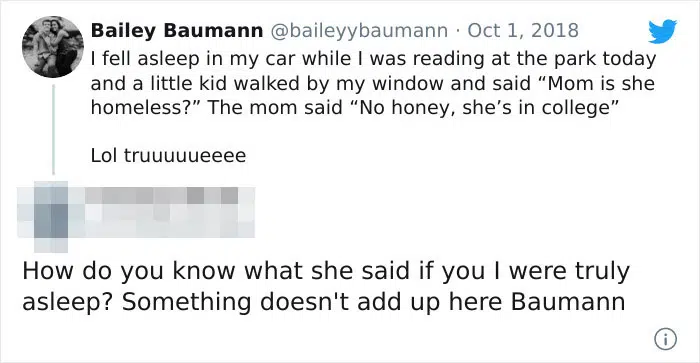 Bailey Baumann @baileyybaumann · Oct 1, 2018
I fell asleep in my car while I was reading at the park today
and a little kid walked by my window and said “Mom is she
homeless?” The mom said “No honey, she’s in college”
Lol truuuuueeee
How do you know what she said if you I were truly
asleep? Something doesn't add up here Baumann